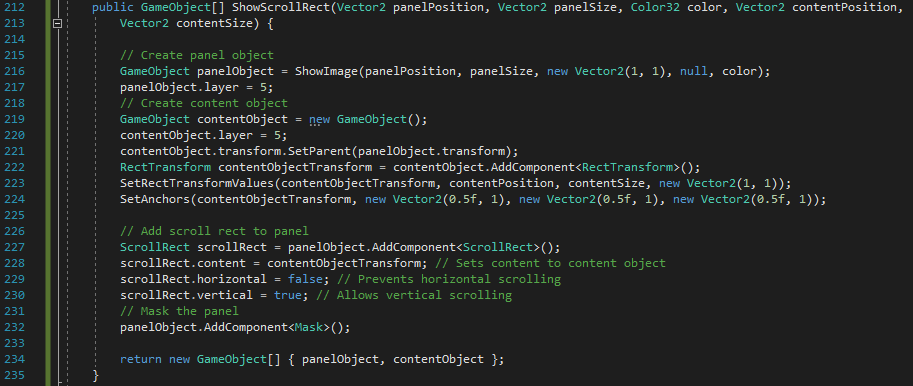 212 public GameObject[] ShowScrollRect(Vector2 panelPosition, Vector2 panelSize, Color32 color, Vector2 contentPosition,
213 Vector2 contentSize) {
214
215 // Create panel object
216 GameObject panelObject = ShowImage(panelPosition, panelSize, new Vector2(1, 1), null, color);
217 panelObject.layer = 5;
218 // Create content object
219 GameObject contentObject = new GameObject();
220 contentObject.layer = 5;
221 contentObject.transform.SetParent(panelObject.transform);
222 RectTransform contentObjectTransform = contentObject.AddComponent<RectTransform>();
223 SetRectTransformValues(contentObjectTransform, contentPosition, contentSize, new Vector2(1, 1));
224 SetAnchors(contentObjectTransform, new Vector2(0.5f, 1), new Vector2(0.5f, 1), new Vector2(0.5f, 1));
225
226 // Add scroll rect to panel
227 ScrollRect scrollRect = panelObject.AddComponent<ScrollRect>();
228 scrollRect.content = contentObjectTransform; // Sets content to content object
229 scrollRect.horizontal = false; // Prevents horizontal scrolling
230 scrollRect.vertical = true; // Allows vertical scrolling
231 // Mask the panel
232 panelObject.AddComponent<Mask>();
233
234 return new GameObject[] { panelObject, contentObject };
235 }